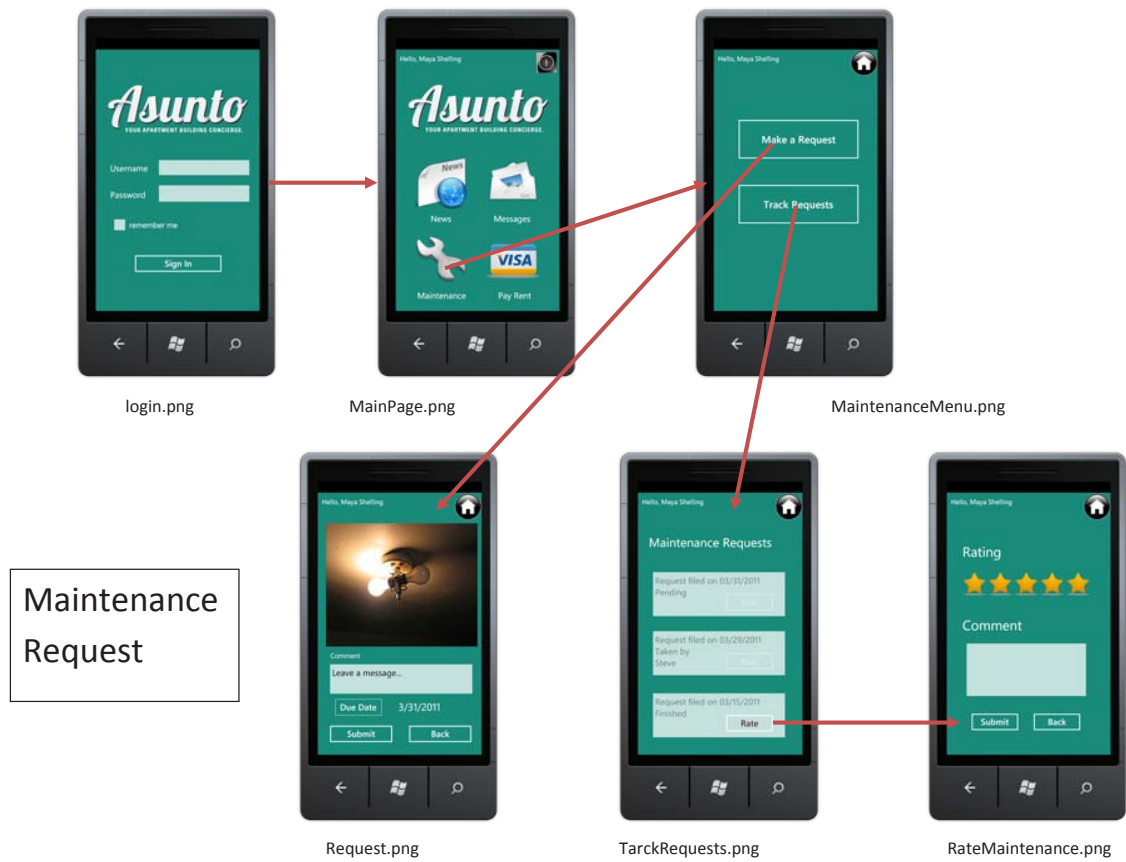 Asunto
YOUR APARTMENT BUILDING CONCIERGE.
Username
Password
remember me
Sign In
login.png
Hello, Maya Shelling
Asunto
YOUR APARTMENT BUILDING CONCIERGE.
News
News
Messages
Maintenance
VISA
Pay Rent
MainPage.png
Hello, Maya Shelling
Make a Request
Track Requests
MaintenanceMenu.png
Maintenance
Request
Hello, Maya Shelling
Comment
Leave a message...
Due Date 3/31/2011
Submit Back
Request.png
Hello, Maya Shelling
Maintenance Requests
Request filed on 03/31/2011
Pending
Request filed on 03/29/2011
Taken by
Steve
Request filed on 03/15/2011
Finished
Rate
TarckRequests.png
Hello, Maya Shelling
Rating
Comment
Submit Back
RateMaintenance.png